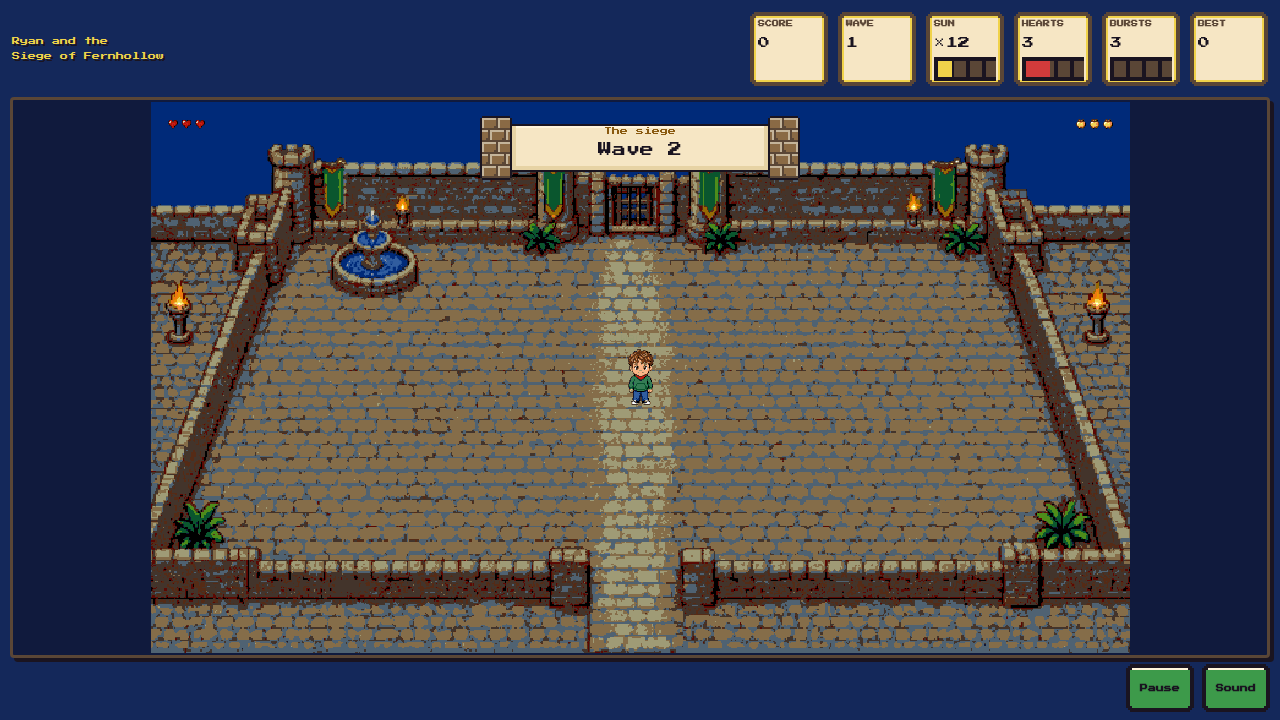 Ryan and the
Siege of Fernhollow
SCORE
0
WAVE
1
SUN
×12
HEARTS
3
BURSTS
3
BEST
0
The siege
Wave 2
Pause
Sound